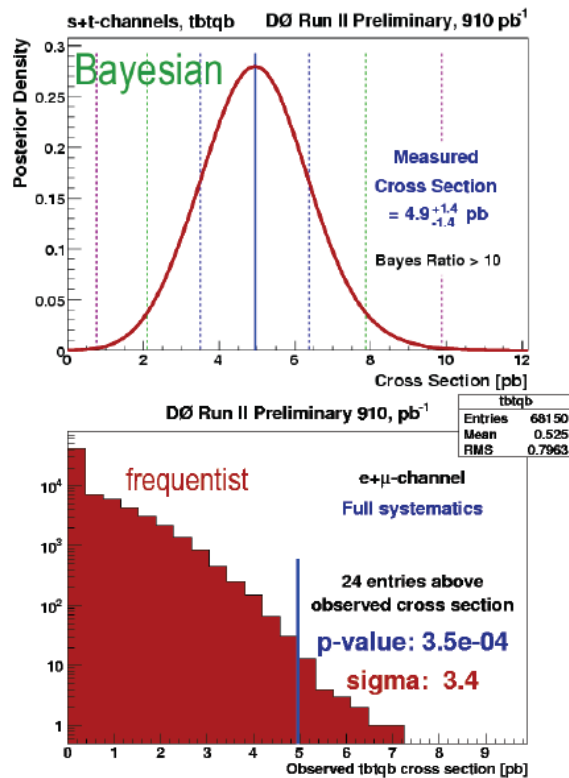 s+t-channels, tbtqb DØ Run II Preliminary, 910 pb⁻¹
Bayesian
Posterior Density
0.3
0.25
0.2
0.15
0.1
0.05
0
Measured
Cross Section
= 4.9 +1.4 -1.4 pb
Bayes Ratio > 10
0 2 4 6 8 10 12
Cross Section [pb]
DØ Run II Preliminary 910, pb⁻¹
tbtqb
Entries 68150
Mean 0.525
RMS 0.7963
frequentist
e+μ-channel
Full systematics
24 entries above
observed cross section
p-value: 3.5e-04
sigma: 3.4
10⁴
10³
10²
10
1
0 1 2 3 4 5 6 7 8 9
Observed tbtqb cross section [pb]